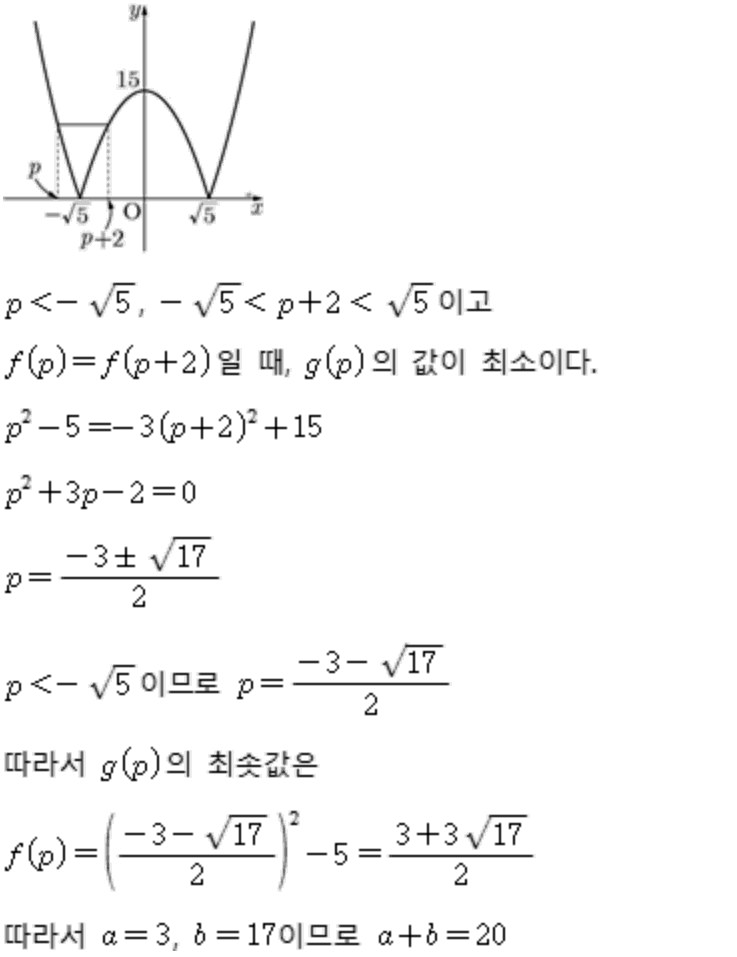 y
15
p
-√5 O √5 x
p+2
p<-√5, -√5<p+2<√5이고
f(p)=f(p+2)일 때, g(p)의 값이 최소이다.
p²-5=-3(p+2)²+15
p²+3p-2=0
p=(-3±√17)/2
p<-√5이므로 p=(-3-√17)/2
따라서 g(p)의 최솟값은
f(p)=((-3-√17)/2)²-5=(3+3√17)/2
따라서 a=3, b=17이므로 a+b=20